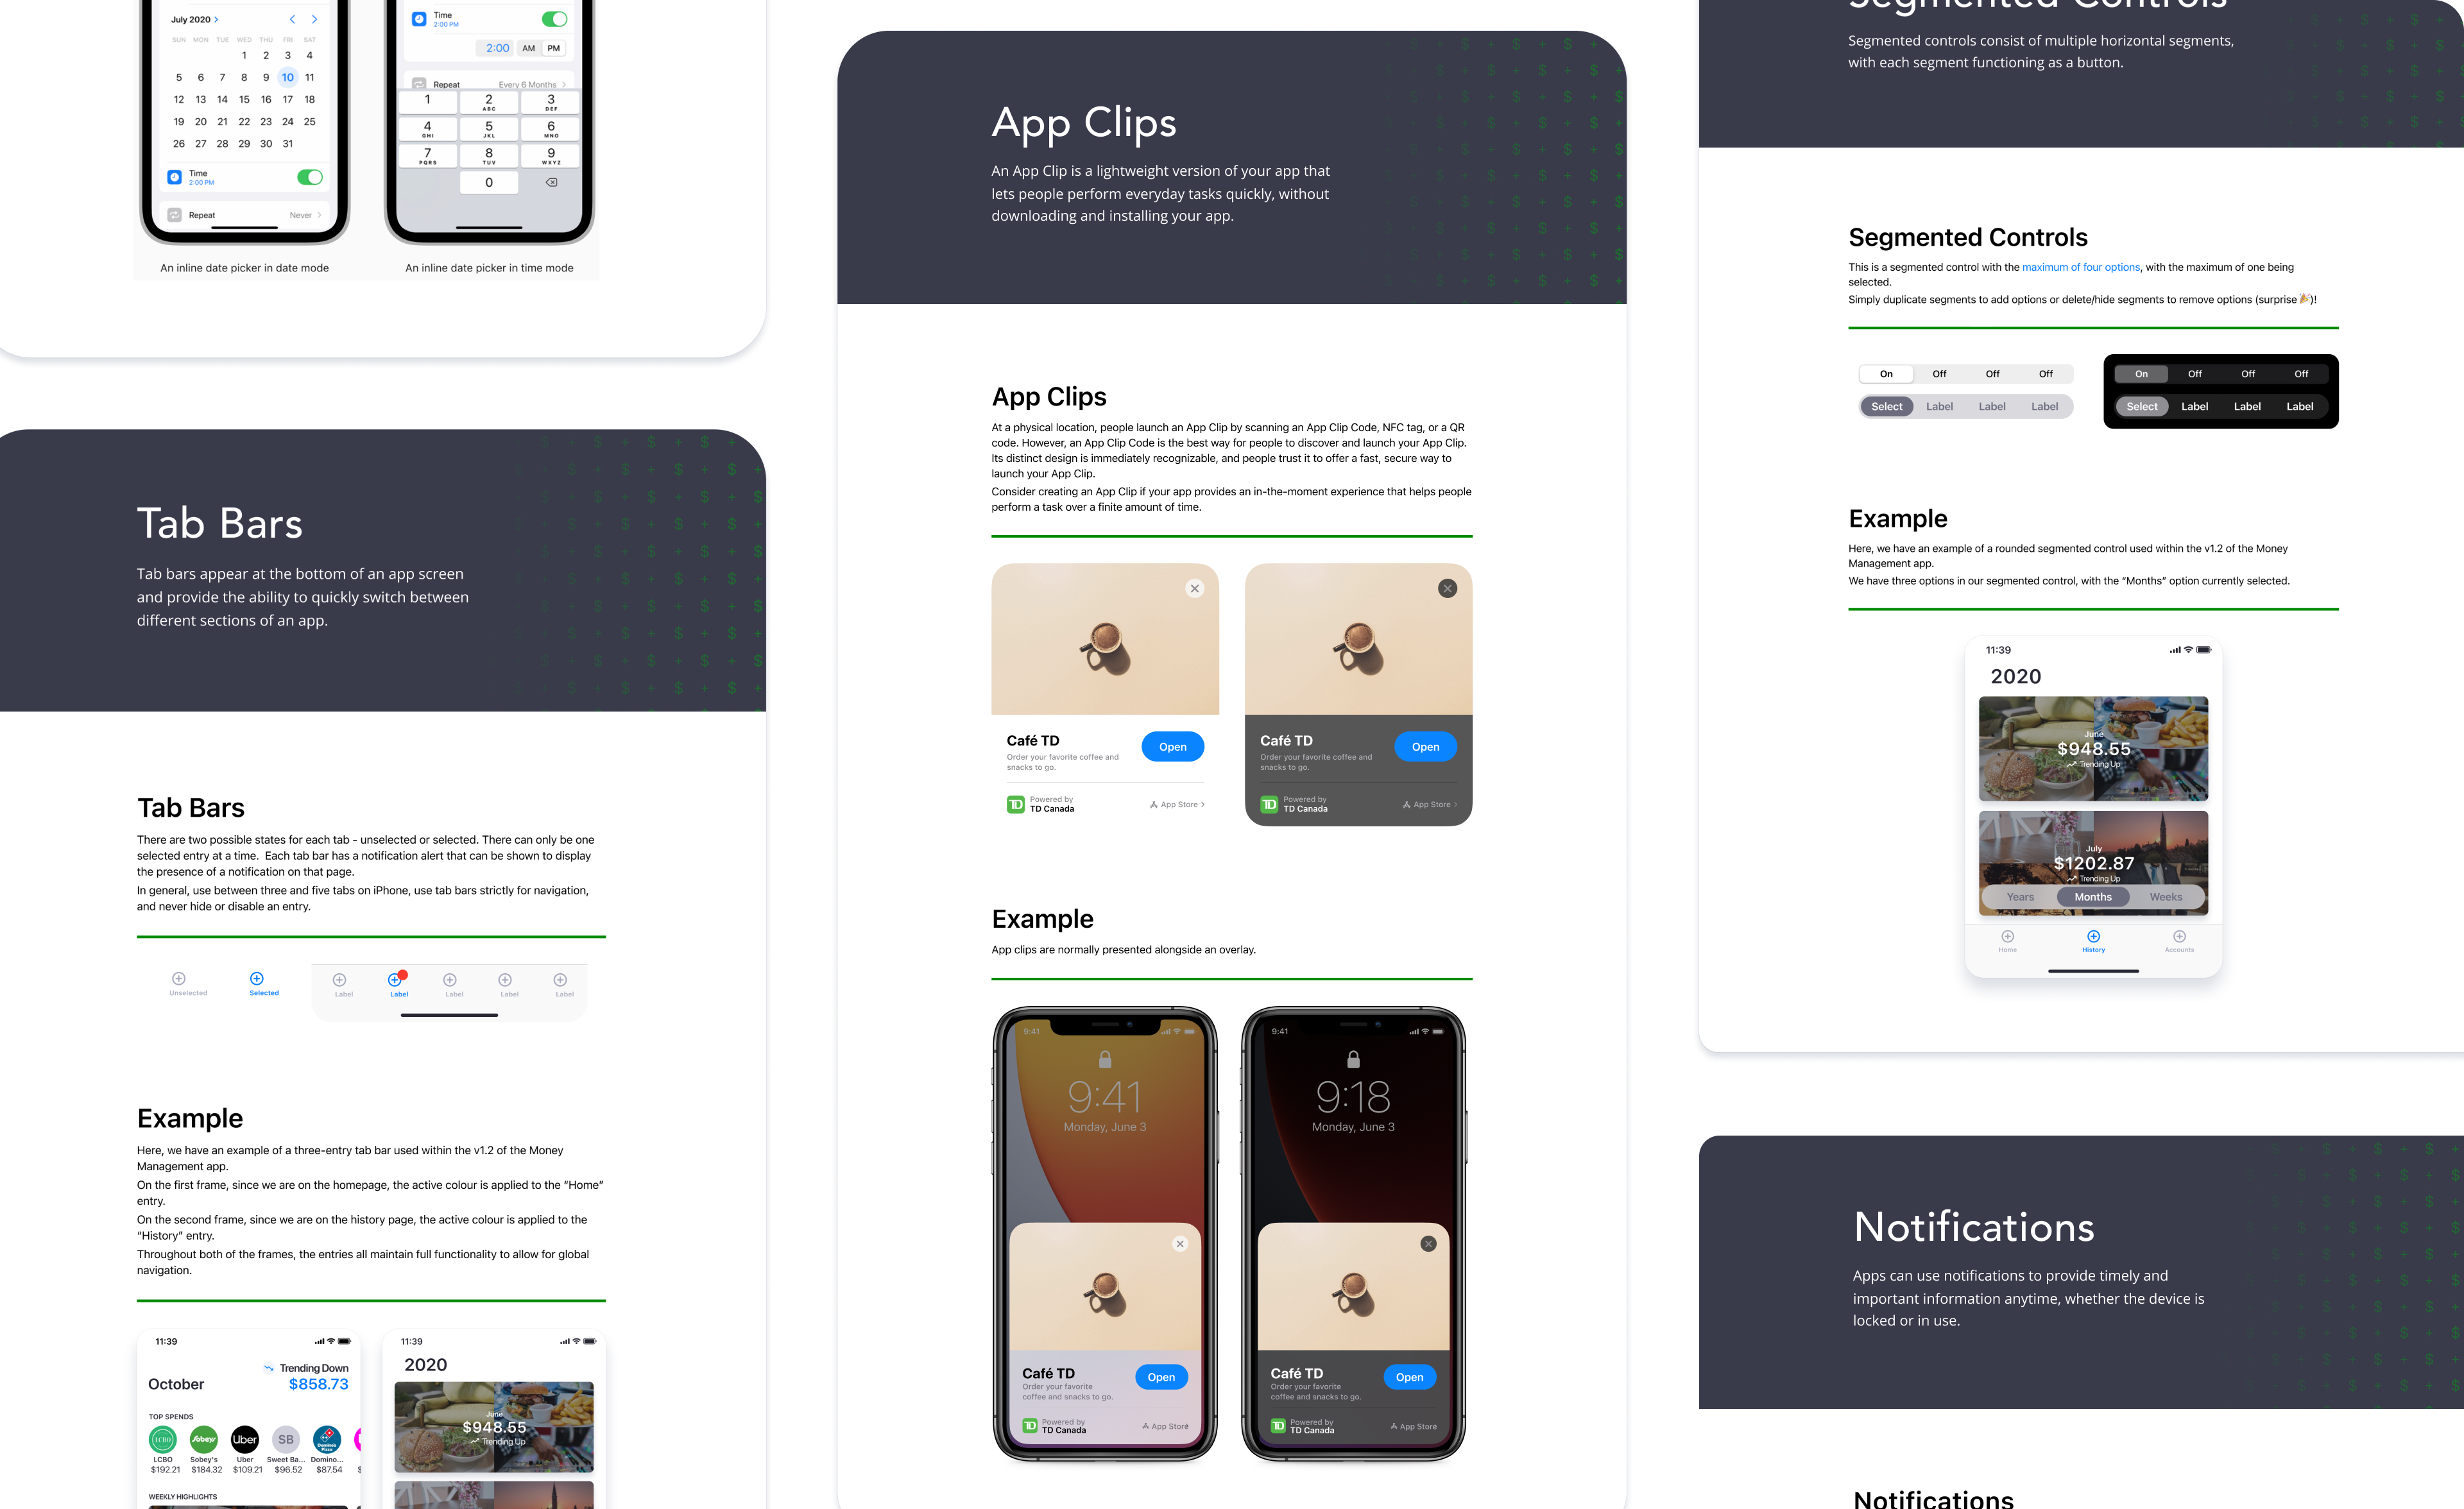 July 2020 >
SUN MON TUE WED THU FRI SAT
1 2 3 4
5 6 7 8 9 10 11
12 13 14 15 16 17 18
19 20 21 22 23 24 25
26 27 28 29 30 31
Time
2:00 PM
Repeat
Never >
An inline date picker in date mode
Time
2:00 PM
2:00 AM PM
Repeat
Every 6 Months >
1
2
ABC
3
DEF
4
GHI
5
JKL
6
MNO
7
PQRS
8
TUV
9
WXYZ
0
An inline date picker in time mode
Tab Bars
Tab bars appear at the bottom of an app screen
and provide the ability to quickly switch between
different sections of an app.
Tab Bars
There are two possible states for each tab - unselected or selected. There can only be one
selected entry at a time. Each tab bar has a notification alert that can be shown to display
the presence of a notification on that page.
In general, use between three and five tabs on iPhone, use tab bars strictly for navigation,
and never hide or disable an entry.
Unselected
Selected
Label
Label
Label
Label
Label
Example
Here, we have an example of a three-entry tab bar used within the v1.2 of the Money
Management app.
On the first frame, since we are on the homepage, the active colour is applied to the “Home”
entry.
On the second frame, since we are on the history page, the active colour is applied to the
“History” entry.
Throughout both of the frames, the entries all maintain full functionality to allow for global
navigation.
11:39
Trending Down
October
$858.73
TOP SPENDS
LCBO
Sobeys
Uber
SB
Domino's
Pizza
LCBO
Sobey's
Uber
Sweet Ba...
Domino...
$192.21
$184.32
$109.21
$96.52
$87.54
$
WEEKLY HIGHLIGHTS
11:39
2020
June
$948.55
Trending Up
App Clips
An App Clip is a lightweight version of your app that
lets people perform everyday tasks quickly, without
downloading and installing your app.
App Clips
At a physical location, people launch an App Clip by scanning an App Clip Code, NFC tag, or a QR
code. However, an App Clip Code is the best way for people to discover and launch your App Clip.
Its distinct design is immediately recognizable, and people trust it to offer a fast, secure way to
launch your App Clip.
Consider creating an App Clip if your app provides an in-the-moment experience that helps people
perform a task over a finite amount of time.
Café TD
Order your favorite coffee and
snacks to go.
Open
TD
Powered by
TD Canada
App Store >
Café TD
Order your favorite coffee and
snacks to go.
Open
TD
Powered by
TD Canada
App Store >
Example
App clips are normally presented alongside an overlay.
9:41
9:41
Monday, June 3
Café TD
Order your favorite
coffee and snacks to go.
Open
TD
Powered by
TD Canada
App Store
9:41
9:18
Monday, June 3
Café TD
Order your favorite
coffee and snacks to go.
Open
TD
Powered by
TD Canada
App Store
Segmented Controls
Segmented controls consist of multiple horizontal segments,
with each segment functioning as a button.
Segmented Controls
This is a segmented control with the maximum of four options, with the maximum of one being
selected.
Simply duplicate segments to add options or delete/hide segments to remove options (surprise 🎉)!
On Off Off Off
Select Label Label Label
On Off Off Off
Select Label Label Label
Example
Here, we have an example of a rounded segmented control used within the v1.2 of the Money
Management app.
We have three options in our segmented control, with the “Months” option currently selected.
11:39
2020
June
$948.55
Trending Up
July
$1202.87
Trending Up
Years Months Weeks
Home
History
Accounts
Notifications
Apps can use notifications to provide timely and
important information anytime, whether the device is
locked or in use.
Notifications